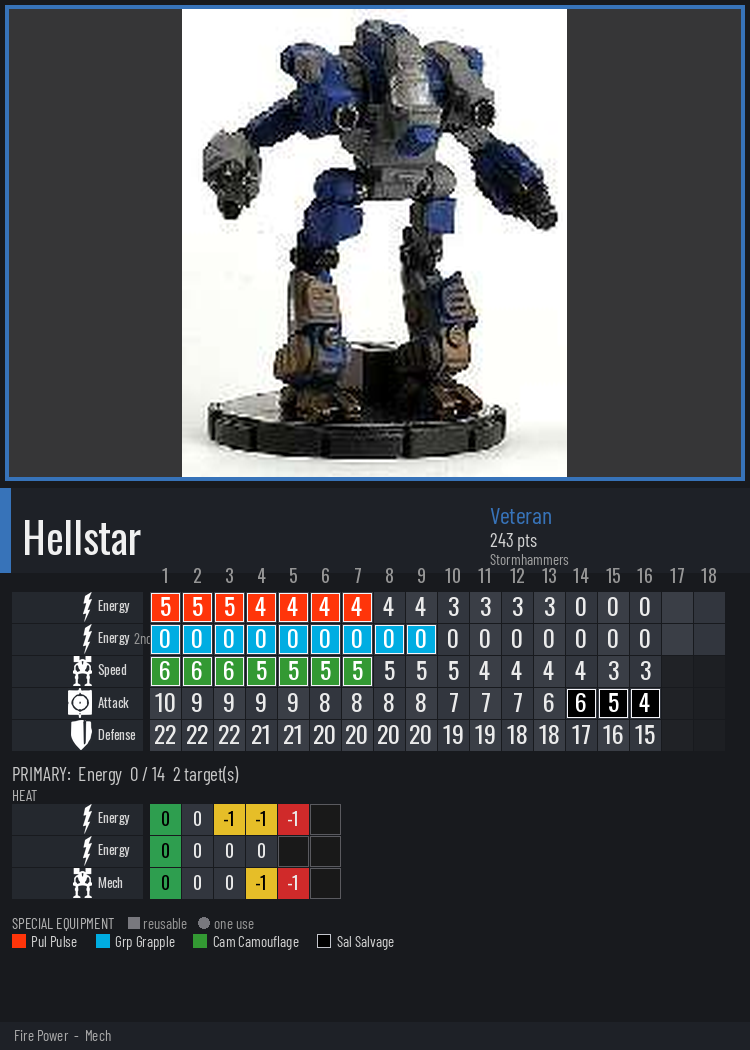 Hellstar
Veteran
243 pts
Stormhammers
1 2 3 4 5 6 7 8 9 10 11 12 13 14 15 16 17 18
Energy 5 5 5 4 4 4 4 4 4 3 3 3 3 0 0 0
Energy 2nd 0 0 0 0 0 0 0 0 0 0 0 0 0 0 0 0
Speed 6 6 6 5 5 5 5 5 5 5 4 4 4 4 3 3
Attack 10 9 9 9 9 8 8 8 8 7 7 7 6 6 5 4
Defense 22 22 22 21 21 20 20 20 20 19 19 18 18 17 16 15
PRIMARY: Energy 0 / 14 2 target(s)
HEAT
Energy 0 0 -1 -1 -1
Energy 0 0 0 0
Mech 0 0 0 -1 -1
SPECIAL EQUIPMENT reusable one use
Pul Pulse Grp Grapple Cam Camouflage Sal Salvage
Fire Power - Mech